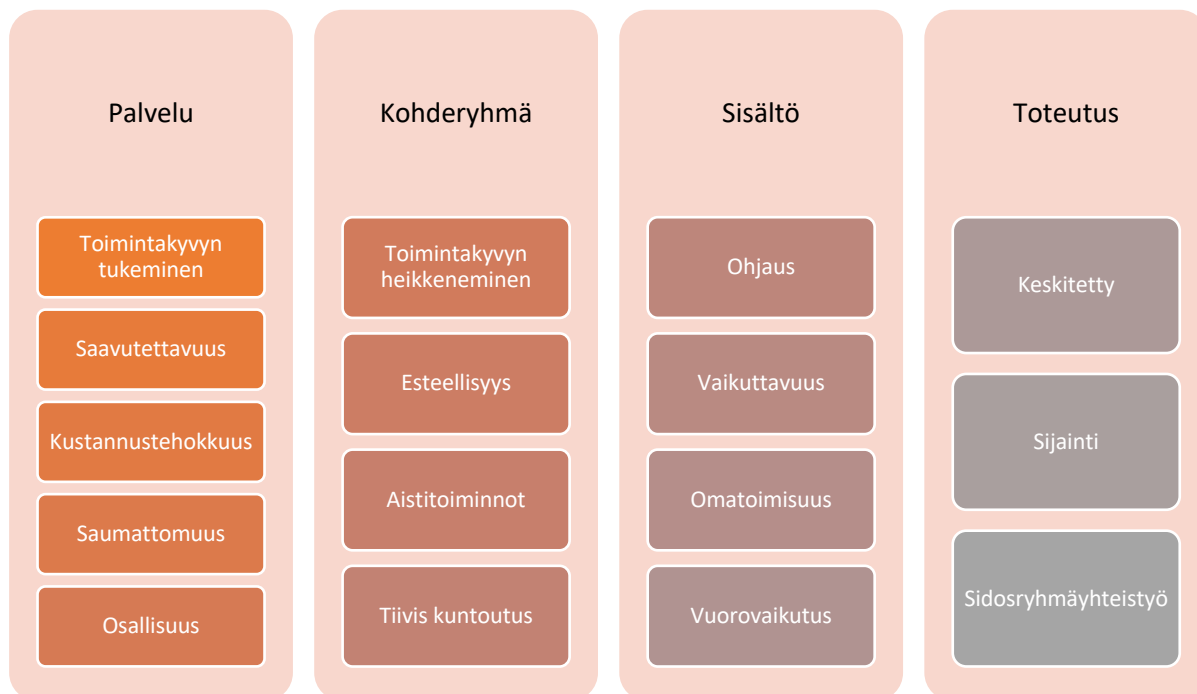 Palvelu
Toimintakyvyn
tukeminen
Saavutettavuus
Kustannustehokkuus
Saumattomuus
Osallisuus
Kohderyhmä
Toimintakyvyn
heikkeneminen
Esteellisyys
Aistitoiminnot
Tiivis kuntoutus
Sisältö
Ohjaus
Vaikuttavuus
Omatoimisuus
Vuorovaikutus
Toteutus
Keskitetty
Sijainti
Sidosryhmäyhteistyö